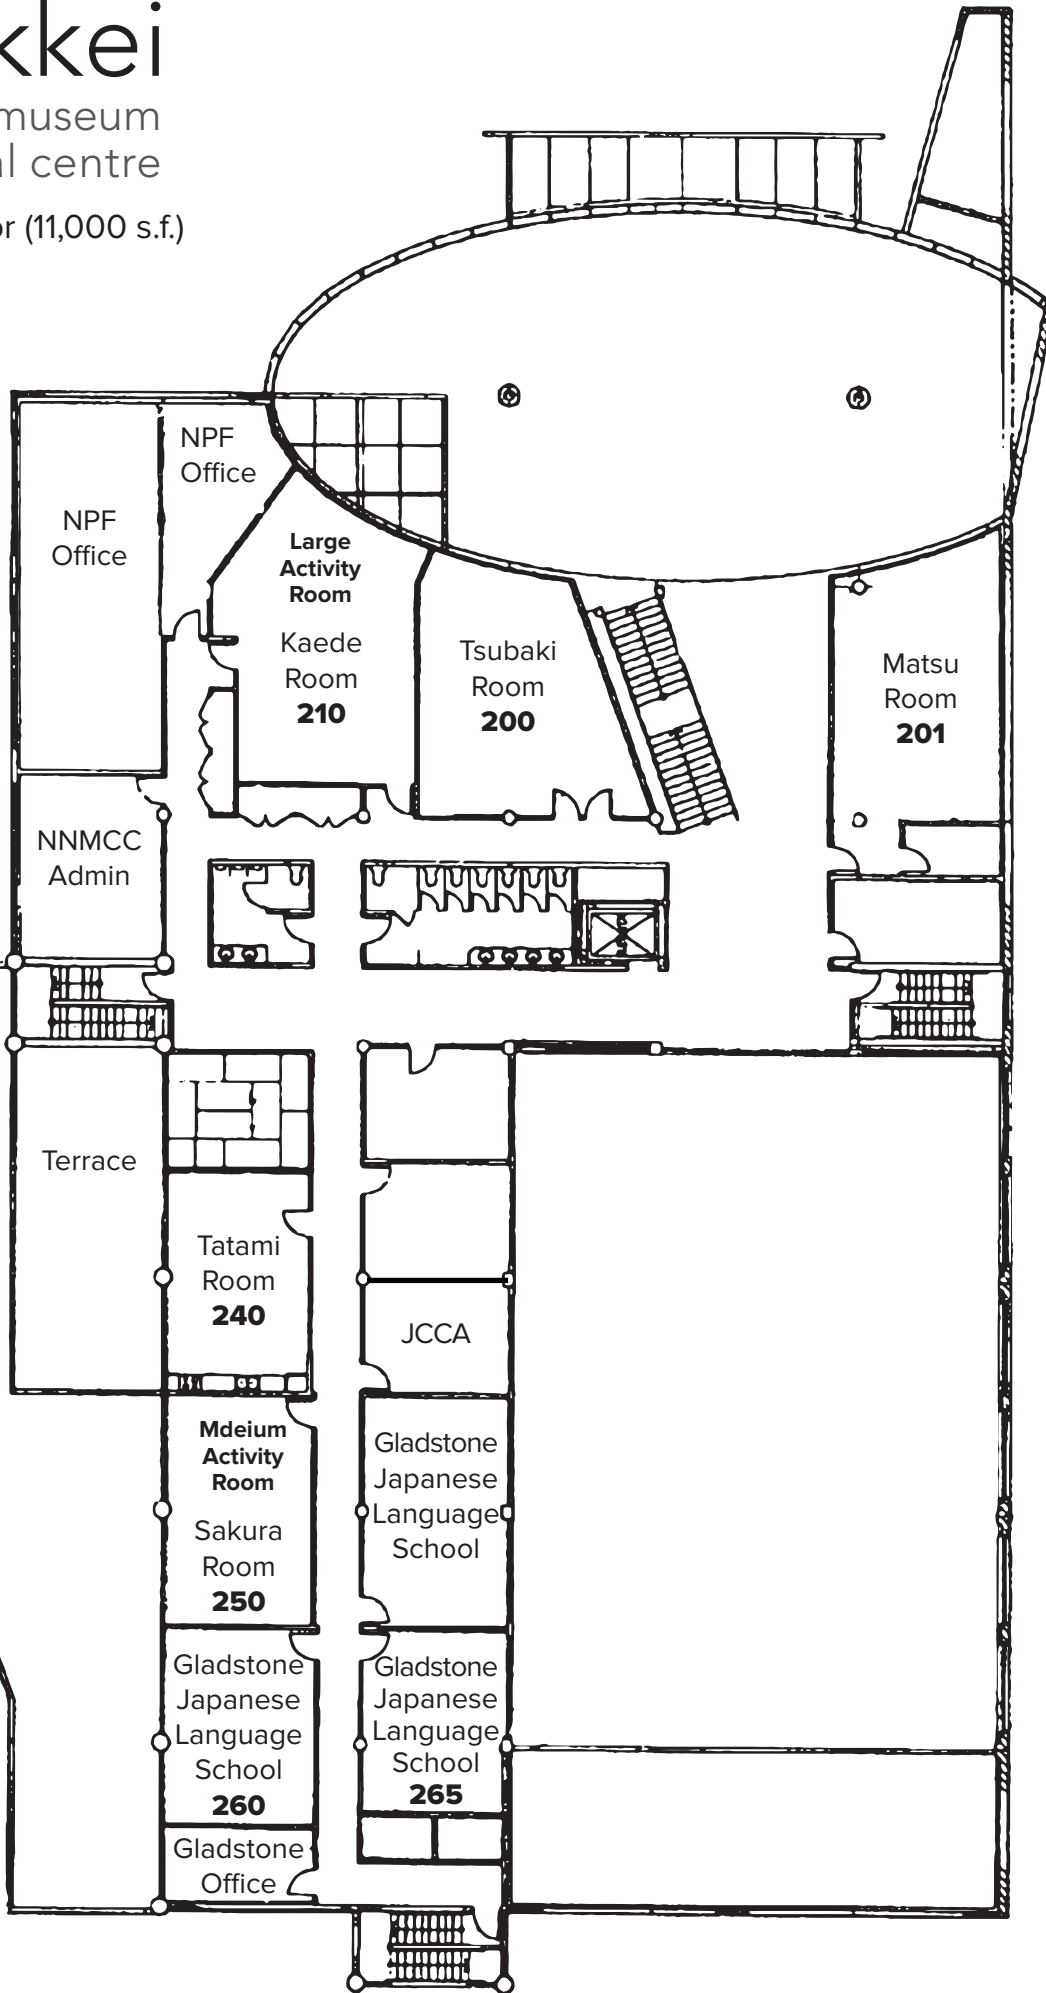 kkei
museum
al centre
or (11,000 s.f.)
NPF
Office
NPF
Office
Large
Activity
Room
Kaede
Room
210
Tsubaki
Room
200
Matsu
Room
201
NNMCC
Admin
Terrace
Tatami
Room
240
JCCA
Mdeium
Activity
Room
Sakura
Room
250
Gladstone
Japanese
Language
School
Gladstone
Japanese
Language
School
260
Gladstone
Japanese
Language
School
265
Gladstone
Office